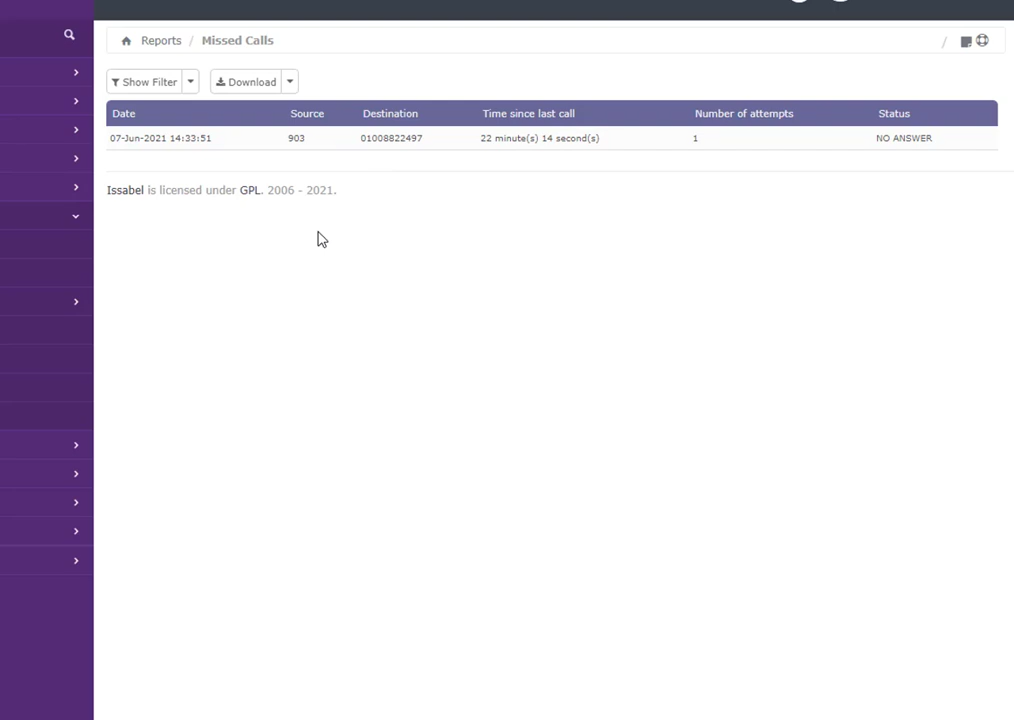 Reports / Missed Calls /
Show Filter Download
Date Source Destination Time since last call Number of attempts Status
07-Jun-2021 14:33:51 903 01008822497 22 minute(s) 14 second(s) 1 NO ANSWER
Issabel is licensed under GPL. 2006 - 2021.